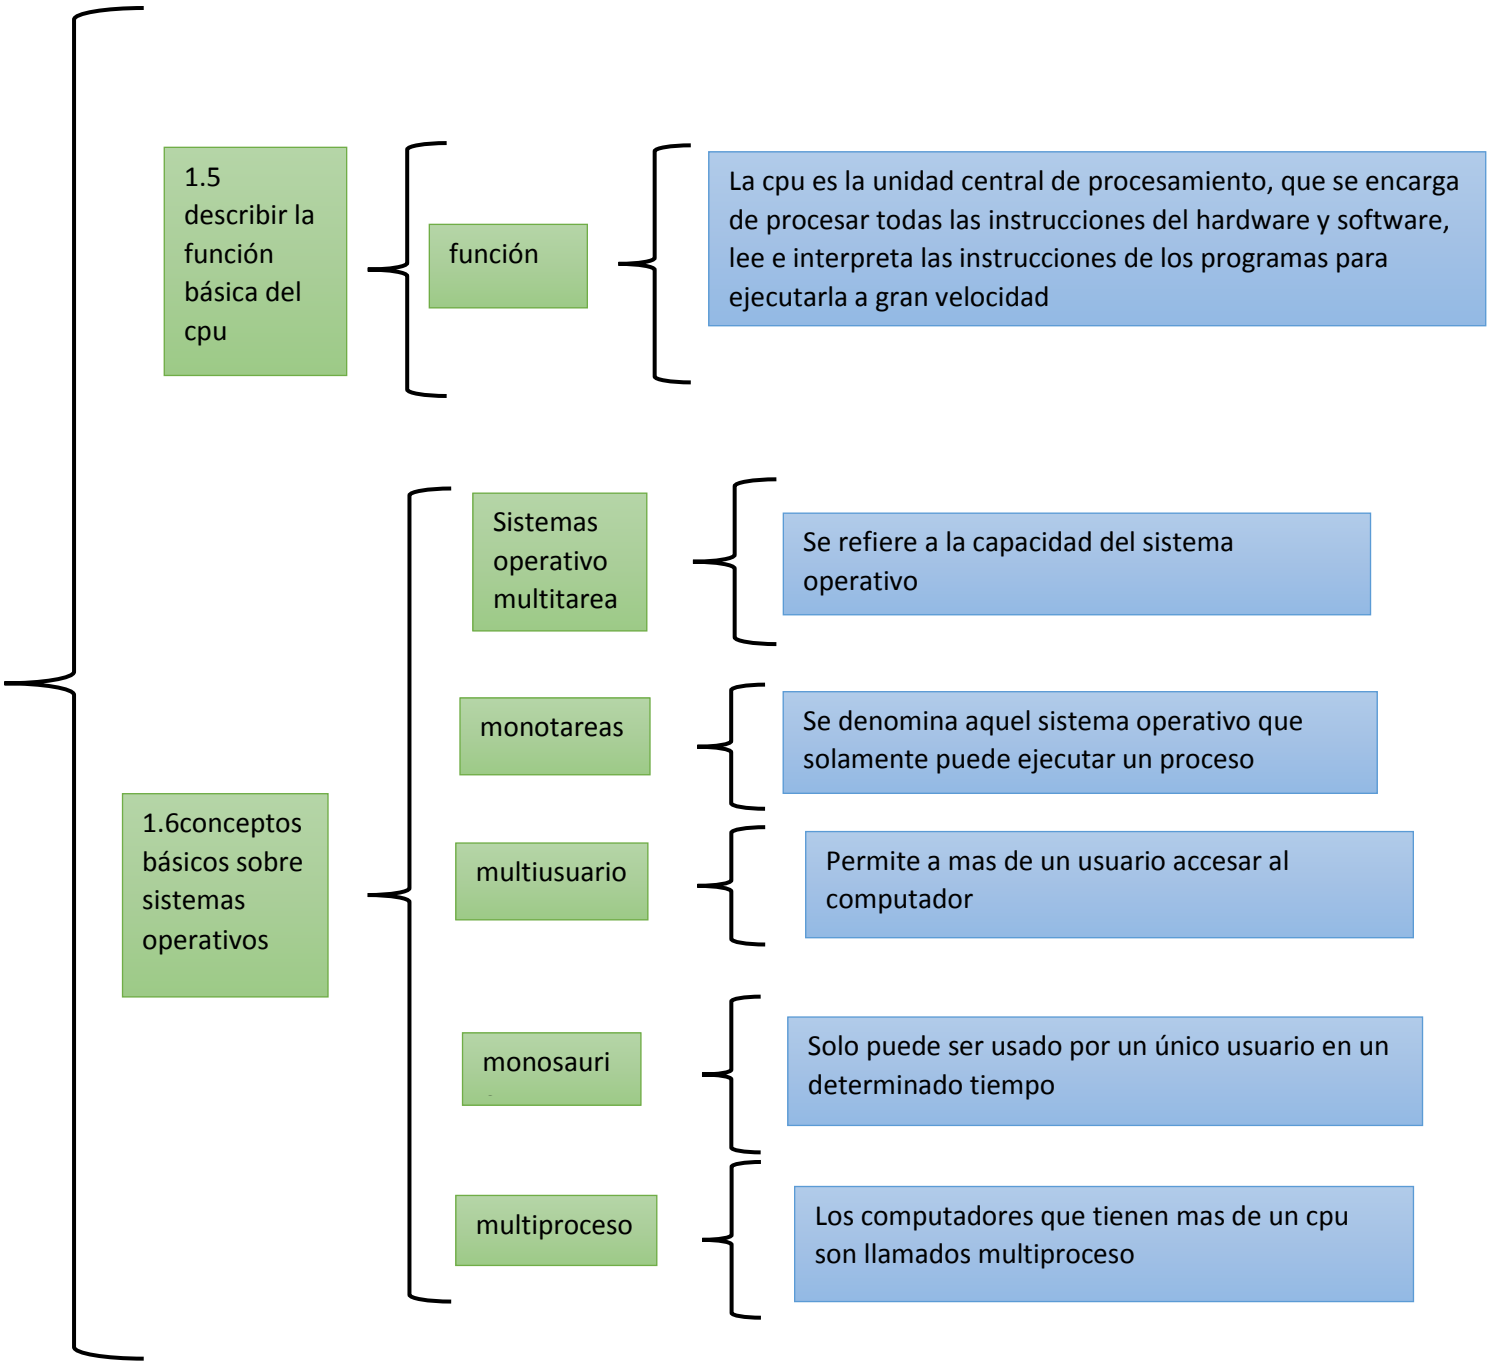 1.5
describir la
función
básica del
cpu
función
La cpu es la unidad central de procesamiento, que se encarga
de procesar todas las instrucciones del hardware y software,
lee e interpreta las instrucciones de los programas para
ejecutarla a gran velocidad
1.6conceptos
básicos sobre
sistemas
operativos
Sistemas
operativo
multitarea
Se refiere a la capacidad del sistema
operativo
monotareas
Se denomina aquel sistema operativo que
solamente puede ejecutar un proceso
multiusuario
Permite a mas de un usuario accesar al
computador
monosauri
Solo puede ser usado por un único usuario en un
determinado tiempo
multiproceso
Los computadores que tienen mas de un cpu
son llamados multiproceso